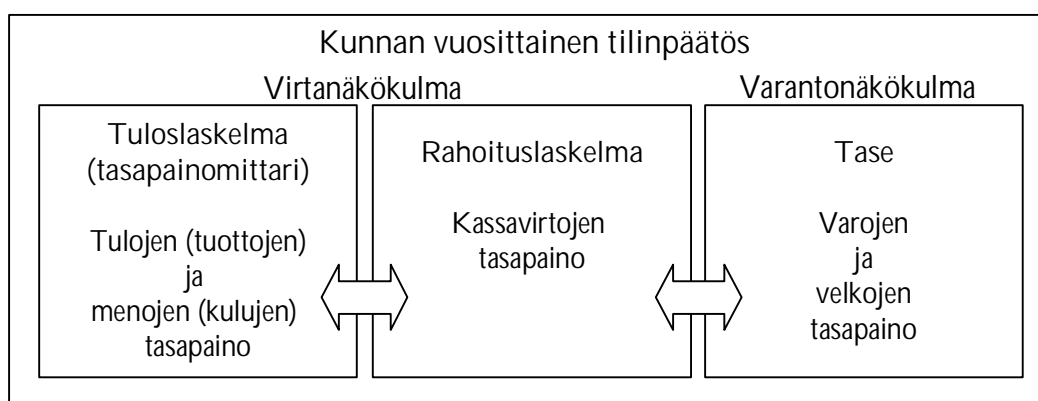 Kunnan vuosittainen tilinpäätös
Virtanäkökulma
Varantonäkökulma
Tuloslaskelma
(tasapainomittari)
Tulojen (tuottojen)
ja
menojen (kulujen)
tasapaino
Rahoituslaskelma
Kassavirtojen
tasapaino
Tase
Varojen
ja
velkojen
tasapaino